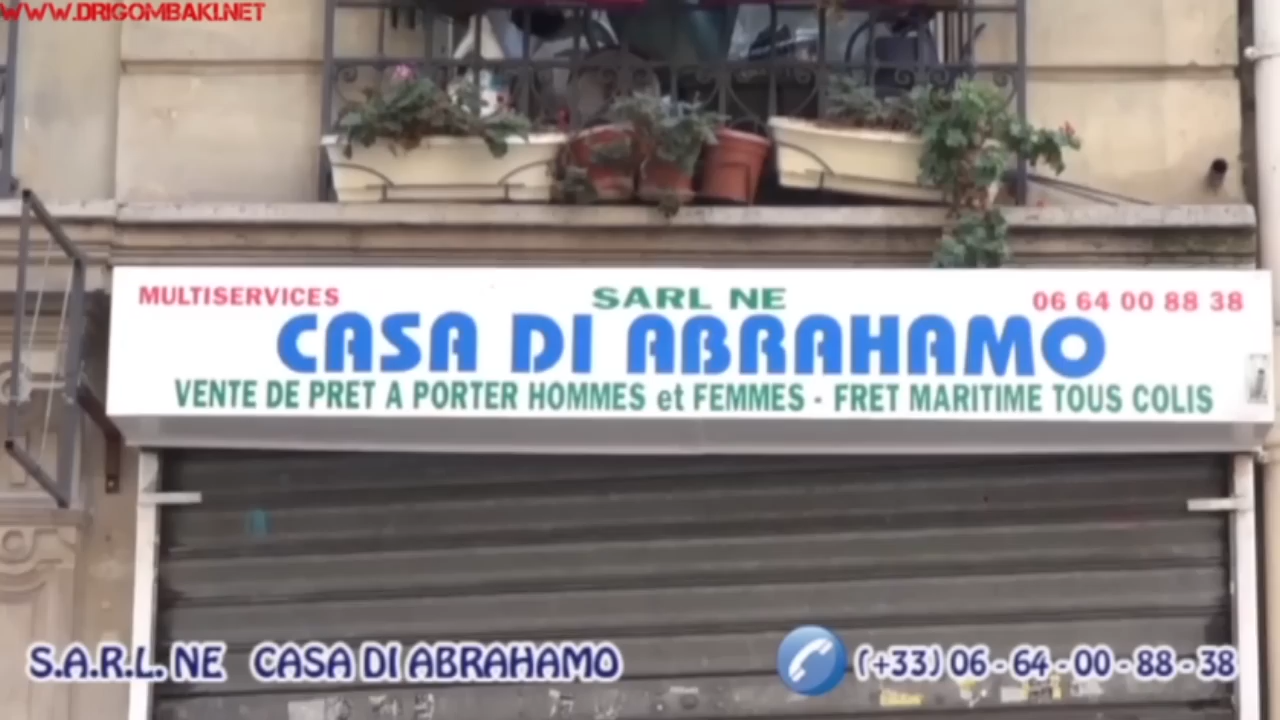 WWW.DRIGOMBAKI.NET
MULTISERVICES
SARL NE
06 64 00 88 38
CASA DI ABRAHAMO
VENTE DE PRET A PORTER HOMMES et FEMMES - FRET MARITIME TOUS COLIS
S.A.R.L. NE CASA DI ABRAHAMO
(+33) 06-64-00-88-38